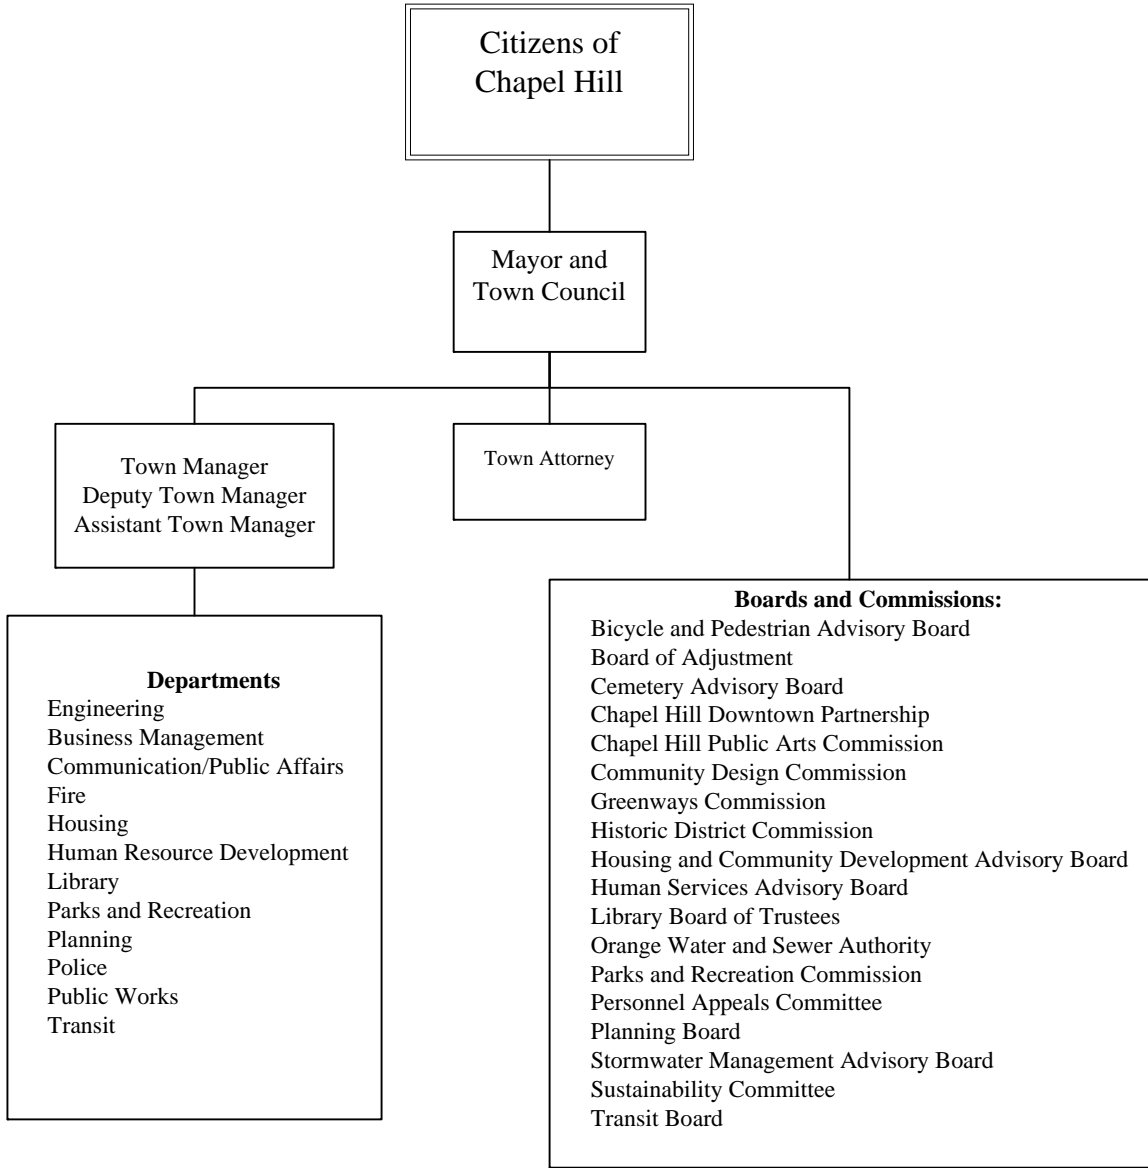 Citizens of
Chapel Hill
Mayor and
Town Council
Town Manager
Deputy Town Manager
Assistant Town Manager
Town Attorney
Departments
Engineering
Business Management
Communication/Public Affairs
Fire
Housing
Human Resource Development
Library
Parks and Recreation
Planning
Police
Public Works
Transit
Boards and Commissions:
Bicycle and Pedestrian Advisory Board
Board of Adjustment
Cemetery Advisory Board
Chapel Hill Downtown Partnership
Chapel Hill Public Arts Commission
Community Design Commission
Greenways Commission
Historic District Commission
Housing and Community Development Advisory Board
Human Services Advisory Board
Library Board of Trustees
Orange Water and Sewer Authority
Parks and Recreation Commission
Personnel Appeals Committee
Planning Board
Stormwater Management Advisory Board
Sustainability Committee
Transit Board